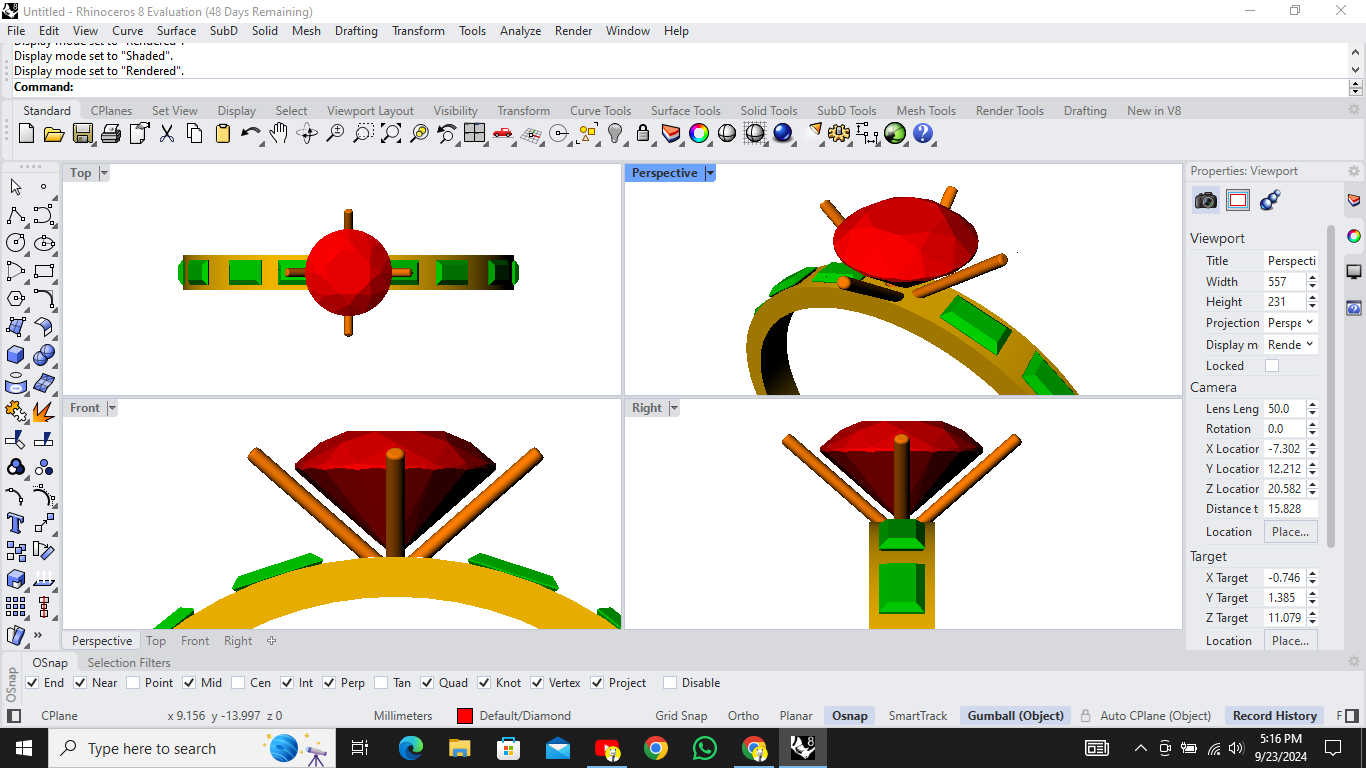 Untitled - Rhinoceros 8 Evaluation (48 Days Remaining)
File Edit View Curve Surface SubD Solid Mesh Drafting Transform Tools Analyze Render Window Help
Display mode set to "Rendered".
Display mode set to "Shaded".
Display mode set to "Rendered".
Command:
Standard CPlanes Set View Display Select Viewport Layout Visibility Transform Curve Tools Surface Tools Solid Tools SubD Tools Mesh Tools Render Tools Drafting New in V8
Top
Perspective
Front
Right
Properties: Viewport
Viewport
Title Perspecti
Width 557
Height 231
Projection Perspe
Display m Rende
Locked
Camera
Lens Leng 50.0
Rotation 0.0
X Locatior -7.302
Y Locatior 12.212
Z Locatior 20.582
Distance t 15.828
Location Place...
Target
X Target -0.746
Y Target 1.385
Z Target 11.079
Location Place...
Perspective Top Front Right
OSnap Selection Filters
OSnap
End Near Point Mid Cen Int Perp Tan Quad Knot Vertex Project Disable
CPlane x 9.156 y -13.997 z 0 Millimeters Default/Diamond Grid Snap Ortho Planar Osnap SmartTrack Gumball (Object) Auto CPlane (Object) Record History F
Type here to search
8
5:16 PM
9/23/2024